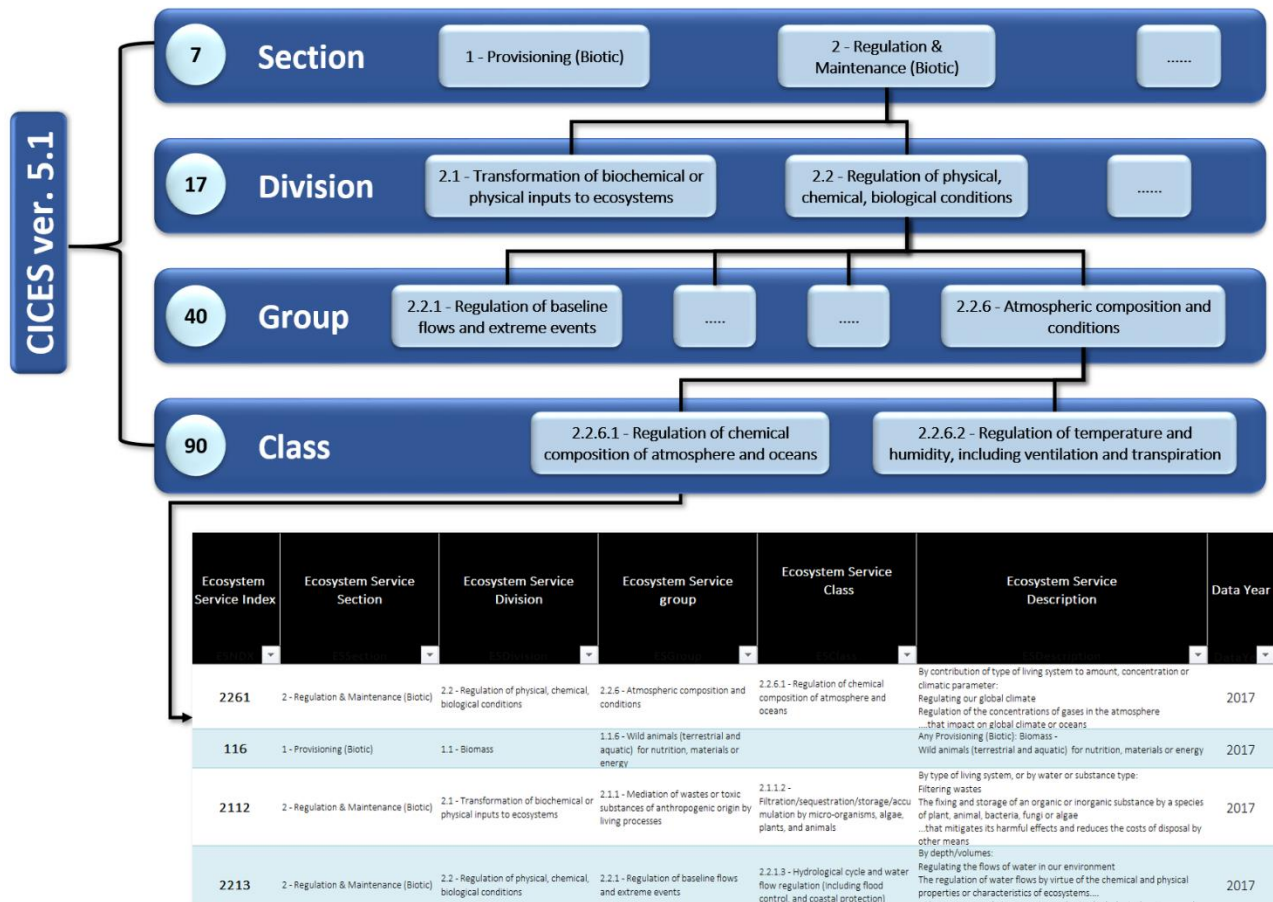 CICES ver. 5.1
7
Section
1 - Provisioning (Biotic)
2 - Regulation &
Maintenance (Biotic)
......
17
Division
2.1 - Transformation of biochemical or
physical inputs to ecosystems
2.2 - Regulation of physical,
chemical, biological conditions
......
40
Group
2.2.1 - Regulation of baseline
flows and extreme events
.....
.....
2.2.6 - Atmospheric composition and
conditions
90
Class
2.2.6.1 - Regulation of chemical
composition of atmosphere and oceans
2.2.6.2 - Regulation of temperature and
humidity, including ventilation and transpiration
Ecosystem
Service Index
Ecosystem Service
Section
Ecosystem Service
Division
Ecosystem Service
group
Ecosystem Service
Class
Ecosystem Service
Description
Data Year
2261
2 - Regulation & Maintenance (Biotic)
2.2 - Regulation of physical, chemical,
biological conditions
2.2.6 - Atmospheric composition and
conditions
2.2.6.1 - Regulation of chemical
composition of atmosphere and
oceans
By contribution of type of living system to amount, concentration or
climatic parameter:
Regulating our global climate
Regulation of the concentrations of gases in the atmosphere
....that impact on global climate or oceans
2017
116
1 - Provisioning (Biotic)
1.1 - Biomass
1.1.6 - Wild animals (terrestrial and
aquatic) for nutrition, materials or
energy
Any Provisioning (Biotic): Biomass -
Wild animals (terrestrial and aquatic) for nutrition, materials or energy
2017
2112
2 - Regulation & Maintenance (Biotic)
2.1 - Transformation of biochemical or
physical inputs to ecosystems
2.1.1 - Mediation of wastes or toxic
substances of anthropogenic origin by
living processes
2.1.1.2 -
Filtration/sequestration/storage/accu
mulation by micro-organisms, algae,
plants, and animals
By type of living system, or by water or substance type:
Filtering wastes
The fixing and storage of an organic or inorganic substance by a species
of plant, animal, bacteria, fungi or algae
...that mitigates its harmful effects and reduces the costs of disposal by
other means
2017
2213
2 - Regulation & Maintenance (Biotic)
2.2 - Regulation of physical, chemical,
biological conditions
2.2.1 - Regulation of baseline flows
and extreme events
2.2.1.3 - Hydrological cycle and water
flow regulation (Including flood
control, and coastal protection)
By depth/volumes:
Regulating the flows of water in our environment
The regulation of water flows by virtue of the chemical and physical
properties or characteristics of ecosystems....
2017